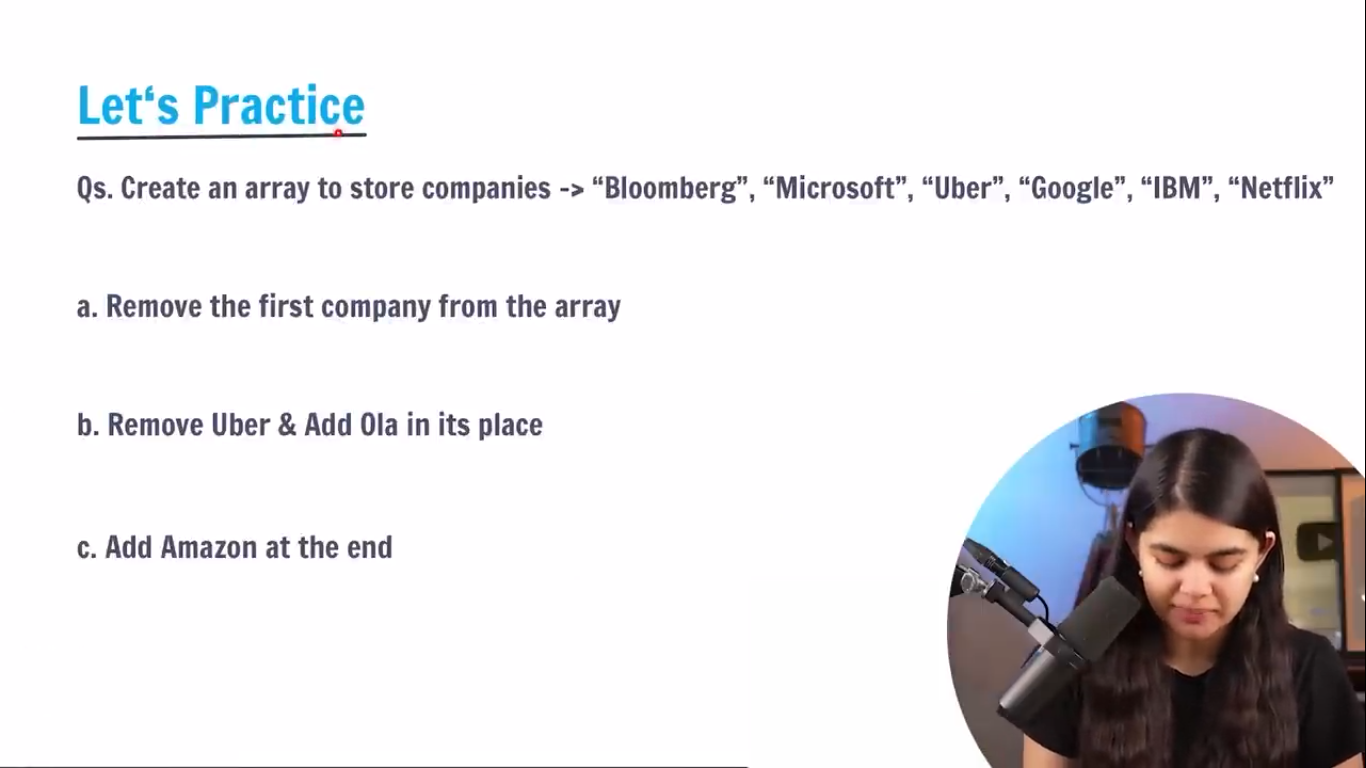 Let‘s Practice
Qs. Create an array to store companies -> “Bloomberg”, “Microsoft”, “Uber”, “Google”, “IBM”, “Netflix”
a. Remove the first company from the array
b. Remove Uber & Add Ola in its place
c. Add Amazon at the end